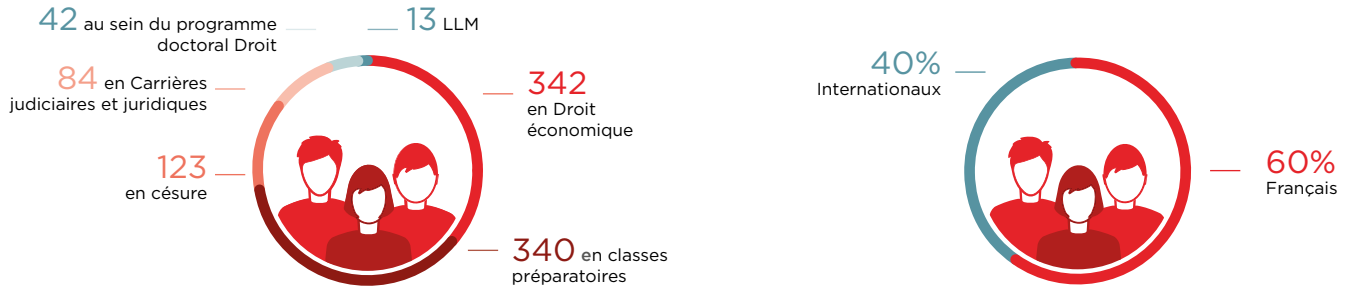 42 au sein du programme
doctoral Droit
13 LLM
84 en Carrières
judiciaires et juridiques
342
en Droit
économique
123
en césure
340 en classes
préparatoires
40%
Internationaux
60%
Français